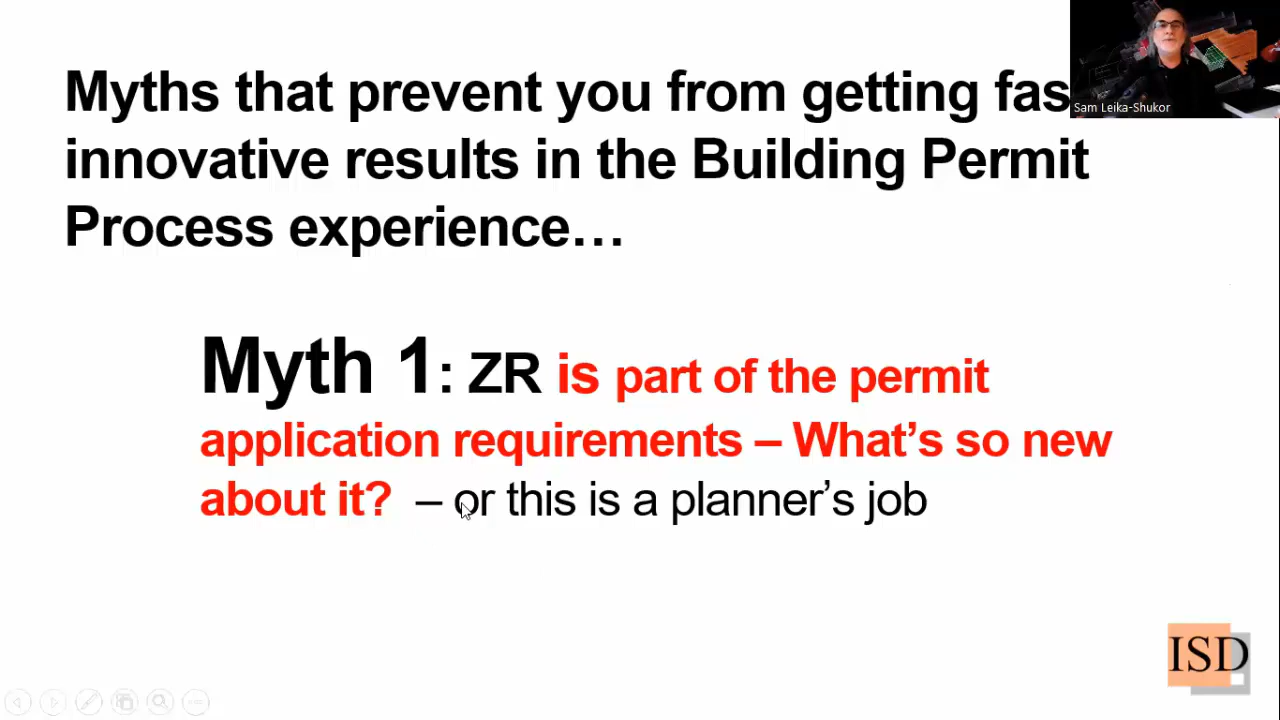 Myths that prevent you from getting fas
innovative results in the Building Permit
Process experience…
Sam Leika-Shukor
Myth 1: ZR is part of the permit
application requirements – What’s so new
about it? – or this is a planner’s job
ISD